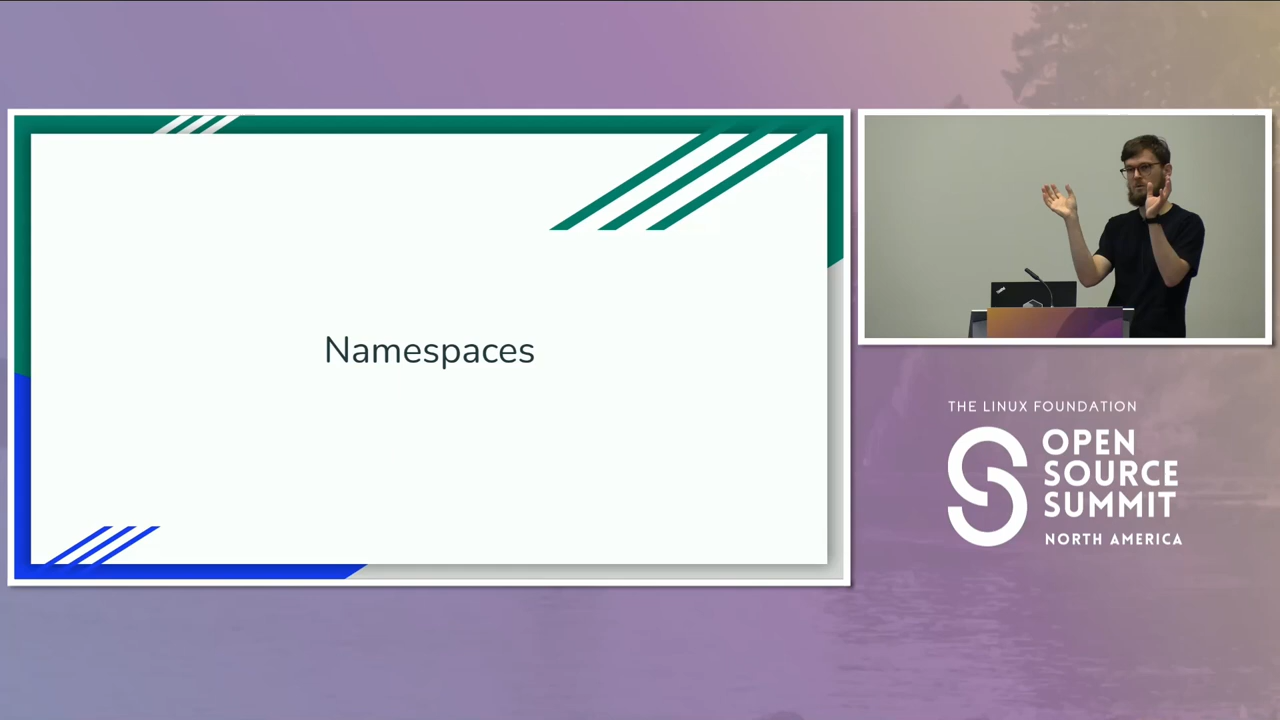 Namespaces
THE LINUX FOUNDATION
OPEN
SOURCE
SUMMIT
NORTH AMERICA